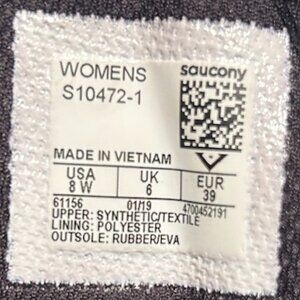 WOMENS saucony
S10472-1
MADE IN VIETNAM
USA UK EUR
8 W 6 39
61156 01/19 4700452191
UPPER: SYNTHETIC/TEXTILE
LINING: POLYESTER
OUTSOLE: RUBBER/EVA